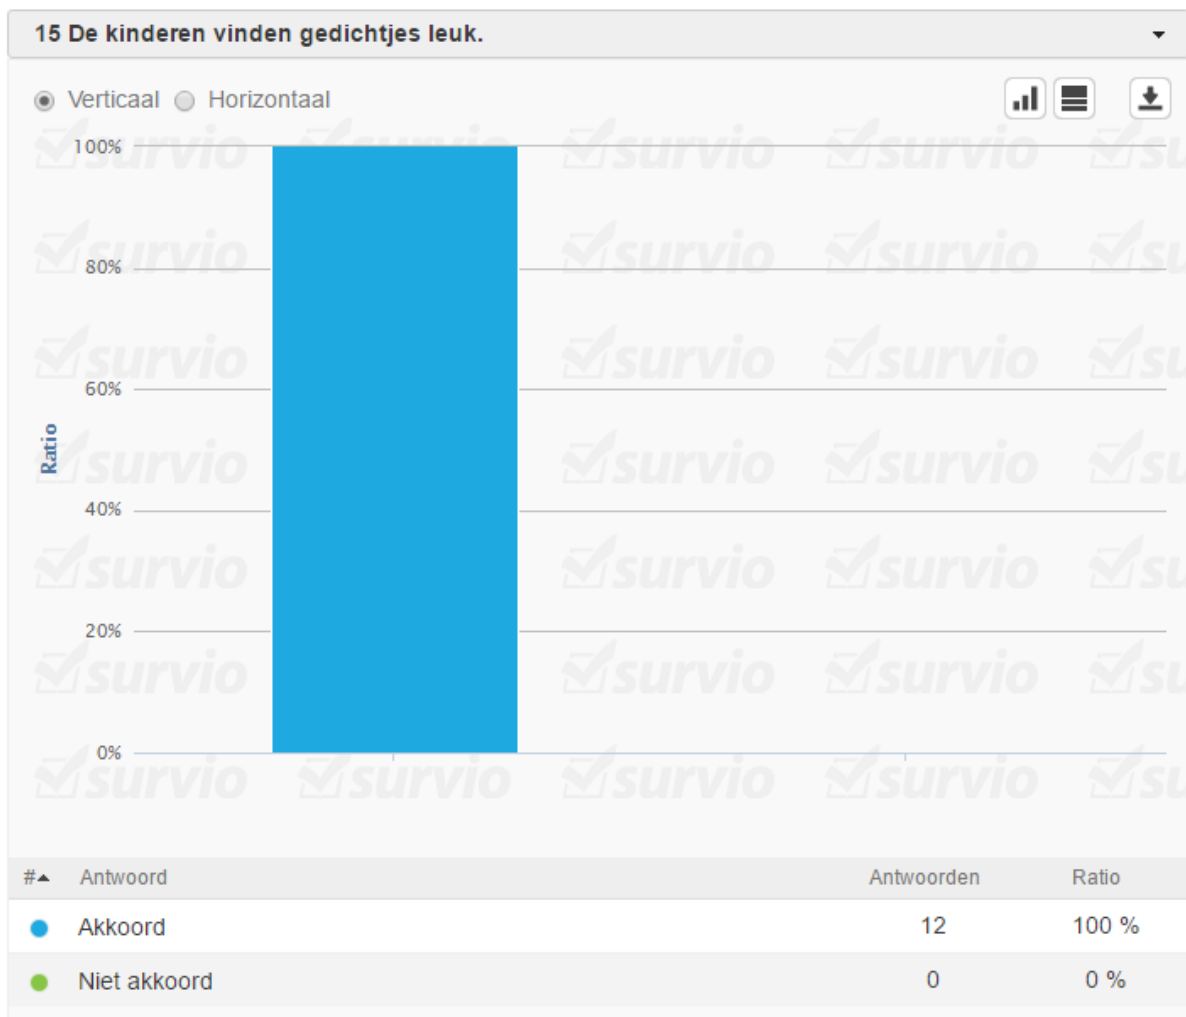 15 De kinderen vinden gedichtjes leuk.
Verticaal Horizontaal
100%
80%
60%
40%
20%
0%
Ratio
survio
# Antwoord Antwoorden Ratio
Akkoord 12 100 %
Niet akkoord 0 0 %